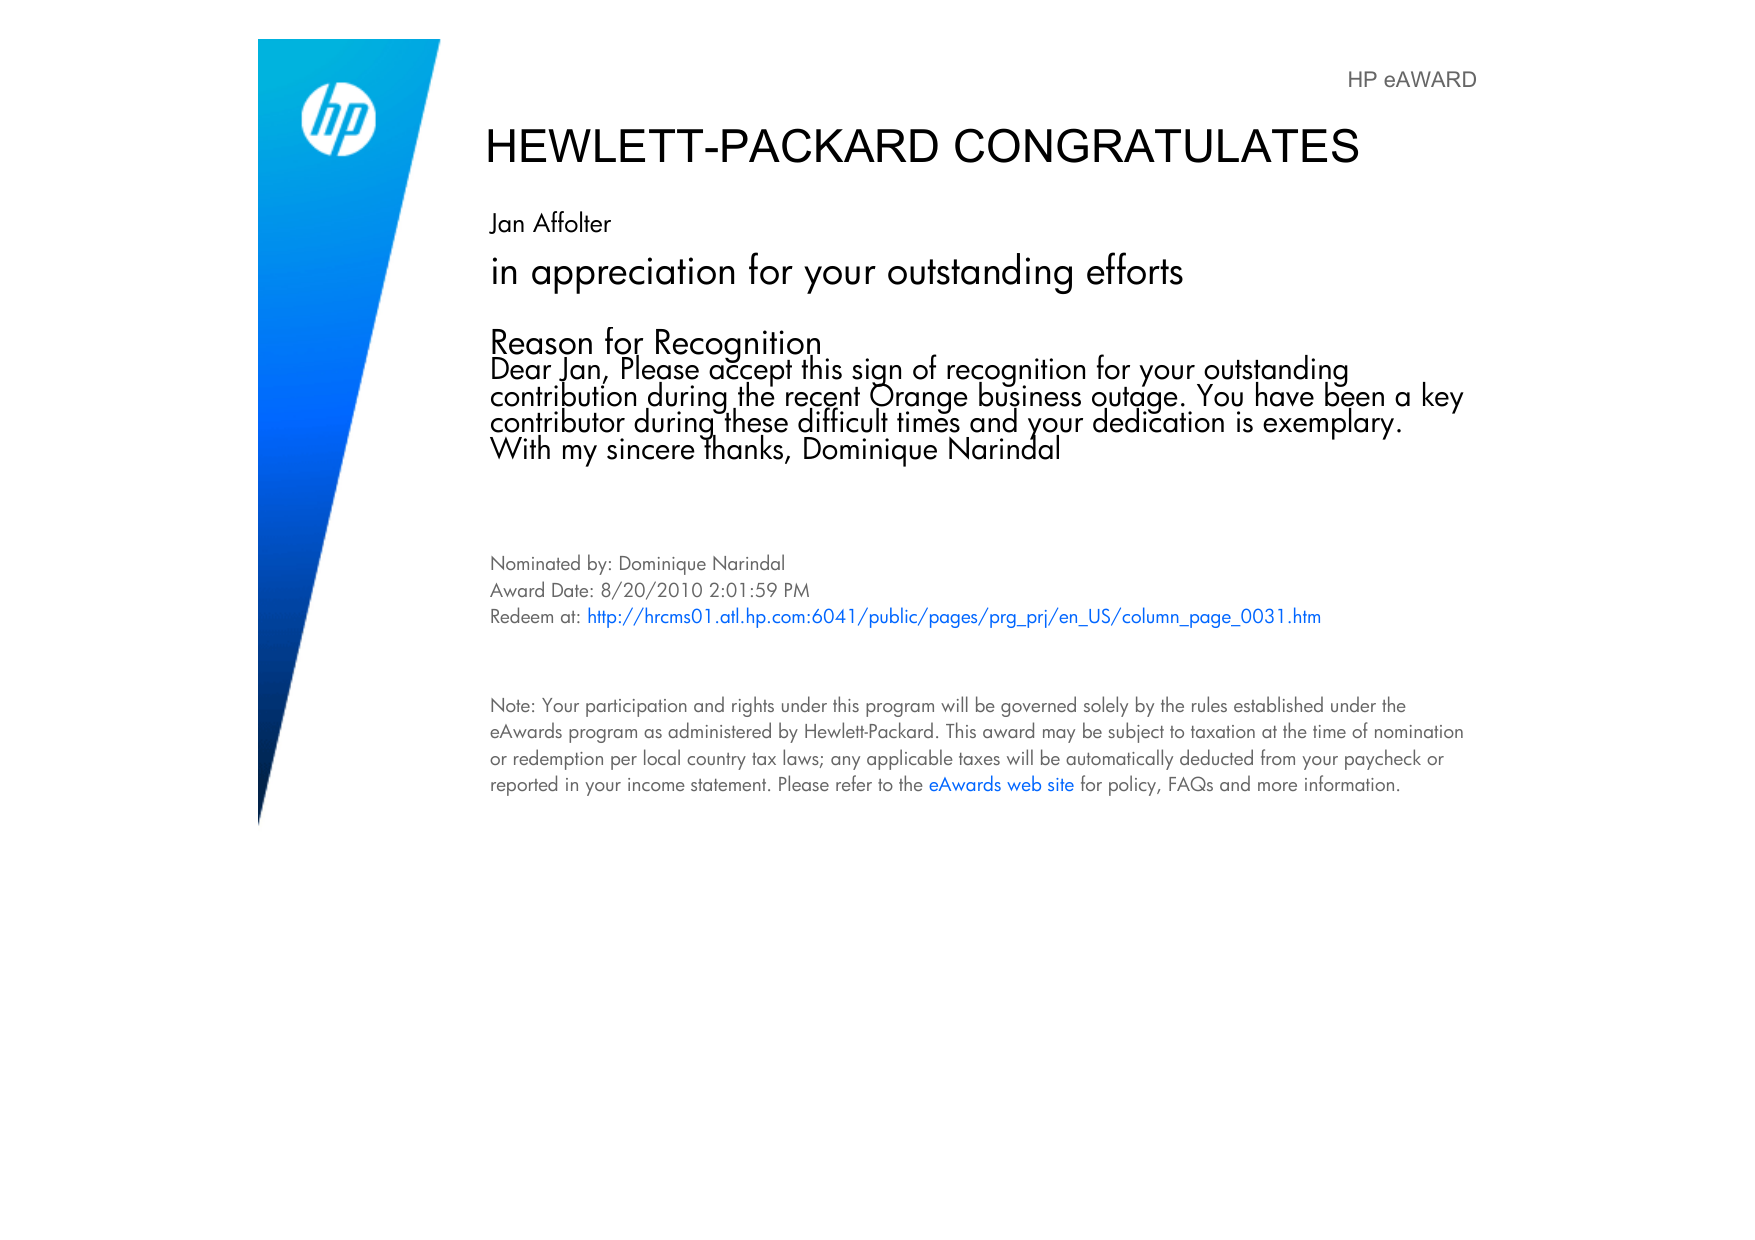 hp
HP eAWARD
HEWLETT-PACKARD CONGRATULATES
Jan Affolter
in appreciation for your outstanding efforts
Reason for Recognition
Dear Jan, Please accept this sign of recognition for your outstanding
contribution during the recent Orange business outage. You have been a key
contributor during these difficult times and your dedication is exemplary.
With my sincere thanks, Dominique Narindal
Nominated by: Dominique Narindal
Award Date: 8/20/2010 2:01:59 PM
Redeem at: http://hrcms01.atl.hp.com:6041/public/pages/prg_prj/en_US/column_page_0031.htm
Note: Your participation and rights under this program will be governed solely by the rules established under the
eAwards program as administered by Hewlett-Packard. This award may be subject to taxation at the time of nomination
or redemption per local country tax laws; any applicable taxes will be automatically deducted from your paycheck or
reported in your income statement. Please refer to the eAwards web site for policy, FAQs and more information.